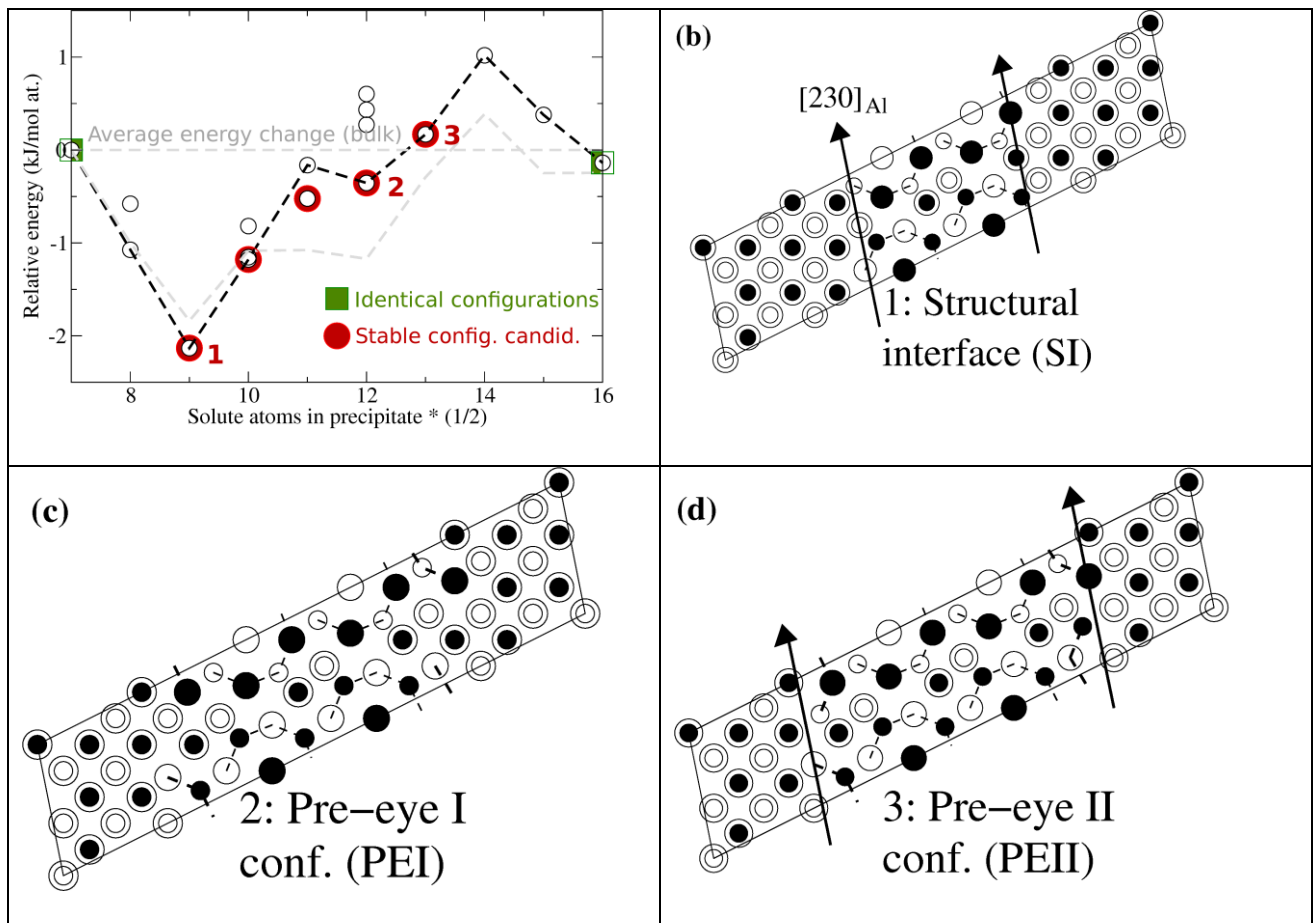 1
0
-1
-2
Relative energy (kJ/mol at.)
Average energy change (bulk)
1
2
3
Identical configurations
Stable config. candid.
8 10 12 14 16
Solute atoms in precipitate * (1/2)
(b)
[230]Al
1: Structural
interface (SI)
(c)
2: Pre−eye I
conf. (PEI)
(d)
3: Pre−eye II
conf. (PEII)